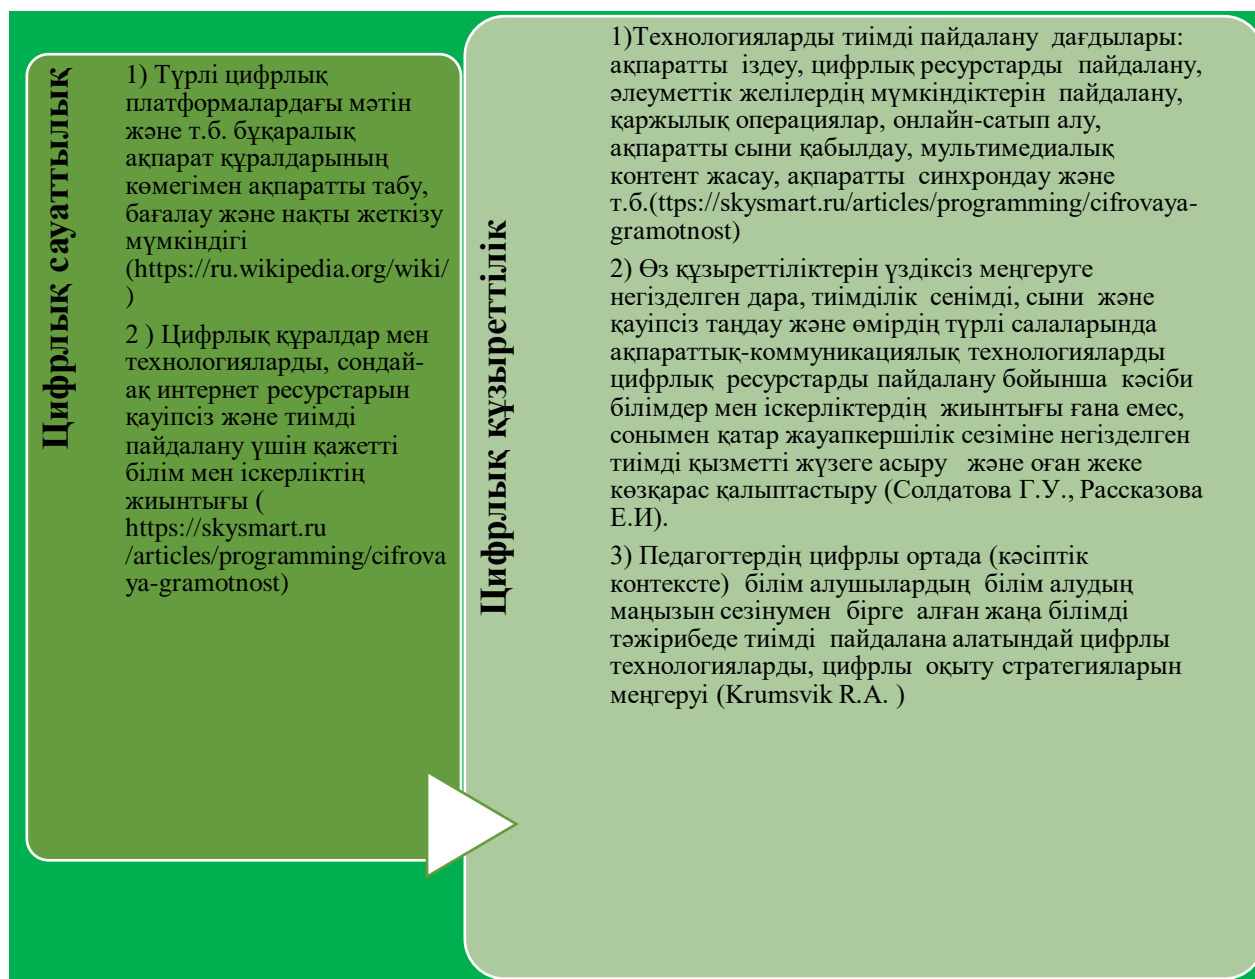 Цифрлық сауаттылық
1) Түрлі цифрлық
платформалардағы мәтін
және т.б. бұқаралық
ақпарат құралдарының
көмегімен ақпаратты табу,
бағалау және нақты жеткізу
мүмкіндігі
(https://ru.wikipedia.org/wiki/
)
2 ) Цифрлық құралдар мен
технологияларды, сондай-
ақ интернет ресурстарын
қауіпсіз және тиімді
пайдалану үшін қажетті
білім мен іскерліктің
жиынтығы (
https://skysmart.ru
/articles/programming/cifrova
ya-gramotnost)
Цифрлық құзыреттілік
1)Технологияларды тиімді пайдалану дағдылары:
ақпаратты іздеу, цифрлық ресурстарды пайдалану,
әлеуметтік желілердің мүмкіндіктерін пайдалану,
қаржылық операциялар, онлайн-сатып алу,
ақпаратты сыни қабылдау, мультимедиалық
контент жасау, ақпаратты синхрондау және
т.б.(ttps://skysmart.ru/articles/programming/cifrovaya-
gramotnost)
2) Өз құзыреттіліктерін үздіксіз меңгеруге
негізделген дара, тиімділік сенімді, сыни және
қауіпсіз таңдау және өмірдің түрлі салаларында
ақпараттық-коммуникациялық технологияларды
цифрлық ресурстарды пайдалану бойынша кәсіби
білімдер мен іскерліктердің жиынтығы ғана емес,
сонымен қатар жауапкершілік сезіміне негізделген
тиімді қызметті жүзеге асыру және оған жеке
көзқарас қалыптастыру (Солдатова Г.У., Рассказова
Е.И).
3) Педагогтердің цифрлы ортада (кәсіптік
контексте) білім алушылардың білім алудың
маңызын сезінумен бірге алған жаңа білімді
тәжірибеде тиімді пайдалана алатындай цифрлы
технологияларды, цифрлы оқыту стратегияларын
меңгеруі (Krumsvik R.A. )